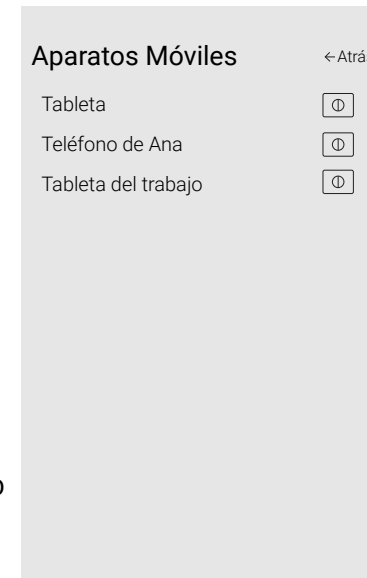 Aparatos Móviles
←Atrá
Tableta
Teléfono de Ana
Tableta del trabajo
o